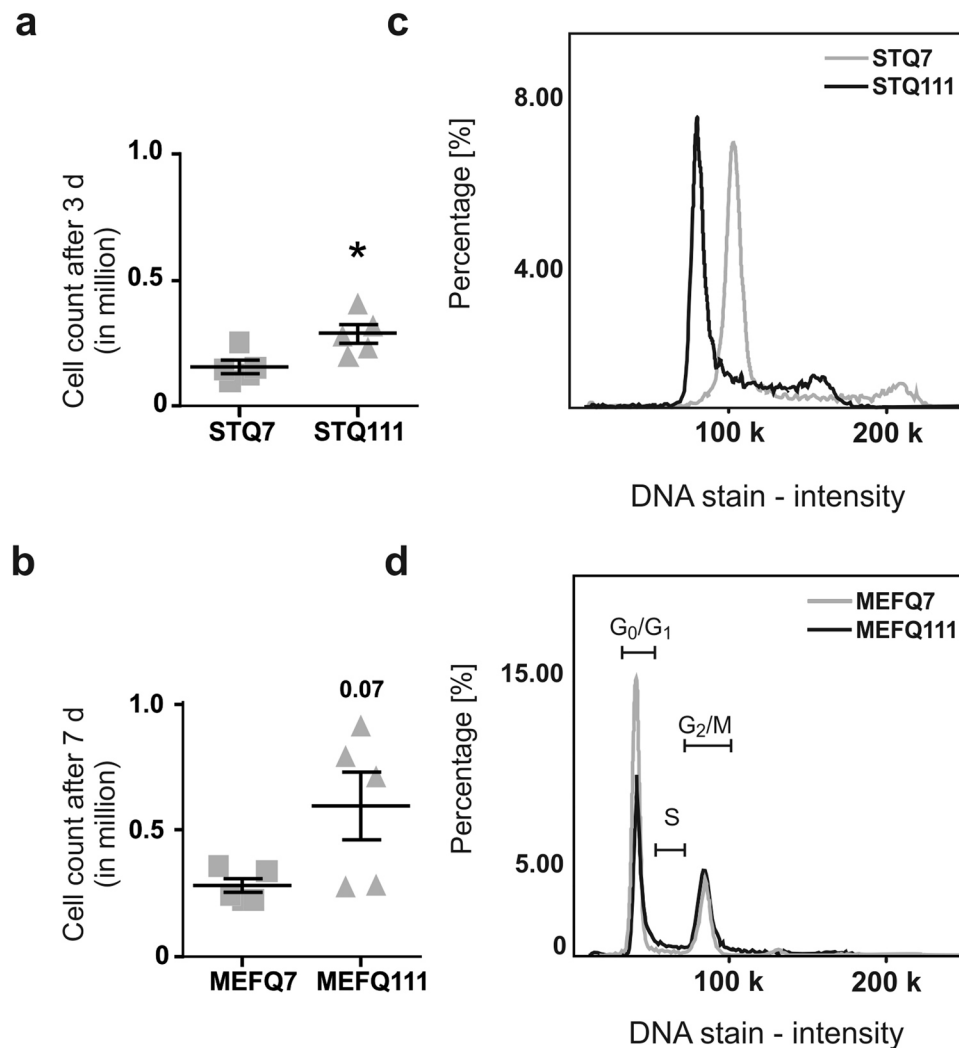 a
Cell count after 3 d
(in million)
1.0
0.5
0
*
STQ7 STQ111
c
Percentage [%]
8.00
4.00
STQ7
STQ111
100 k 200 k
DNA stain - intensity
b
Cell count after 7 d
(in million)
1.0
0.5
0
0.07
MEFQ7 MEFQ111
d
Percentage [%]
15.00
5.00
0
MEFQ7
MEFQ111
G₀/G₁
G₂/M
S
100 k 200 k
DNA stain - intensity